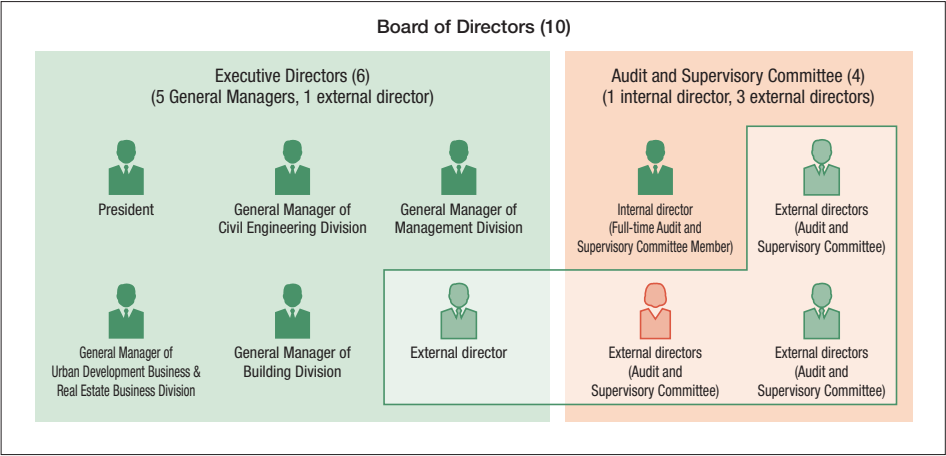 Board of Directors (10)
Executive Directors (6)
(5 General Managers, 1 external director)
President
General Manager of
Civil Engineering Division
General Manager of
Management Division
General Manager of
Urban Development Business &
Real Estate Business Division
General Manager of
Building Division
External director
Audit and Supervisory Committee (4)
(1 internal director, 3 external directors)
Internal director
(Full-time Audit and
Supervisory Committee Member)
External directors
(Audit and
Supervisory Committee)
External directors
(Audit and
Supervisory Committee)
External directors
(Audit and
Supervisory Committee)